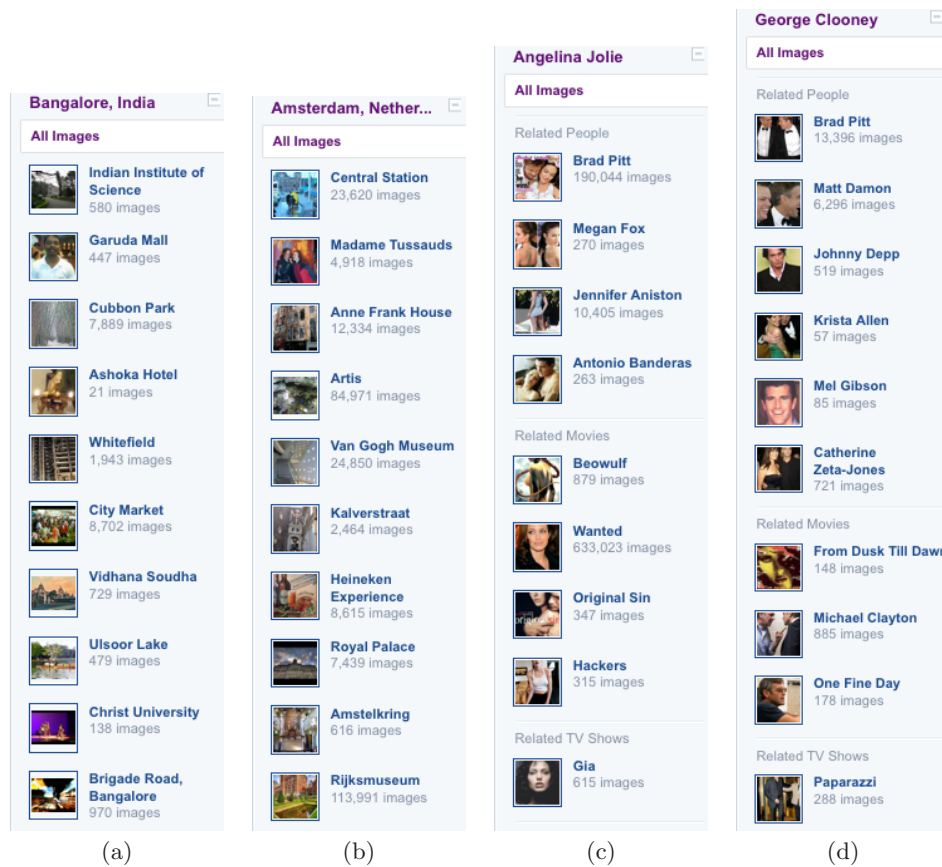 Bangalore, India
All Images
Indian Institute of
Science
580 images
Garuda Mall
447 images
Cubbon Park
7,889 images
Ashoka Hotel
21 images
Whitefield
1,943 images
City Market
8,702 images
Vidhana Soudha
729 images
Ulsoor Lake
479 images
Christ University
138 images
Brigade Road,
Bangalore
970 images
(a)
Amsterdam, Nether...
All Images
Central Station
23,620 images
Madame Tussauds
4,918 images
Anne Frank House
12,334 images
Artis
84,971 images
Van Gogh Museum
24,850 images
Kalverstraat
2,464 images
Heineken
Experience
8,615 images
Royal Palace
7,439 images
Amstelkring
616 images
Rijksmuseum
113,991 images
(b)
Angelina Jolie
All Images
Related People
Brad Pitt
190,044 images
Megan Fox
270 images
Jennifer Aniston
10,405 images
Antonio Banderas
263 images
Related Movies
Beowulf
879 images
Wanted
633,023 images
Original Sin
347 images
Hackers
315 images
Related TV Shows
Gia
615 images
(c)
George Clooney
All Images
Related People
Brad Pitt
13,396 images
Matt Damon
6,296 images
Johnny Depp
519 images
Krista Allen
57 images
Mel Gibson
85 images
Catherine
Zeta-Jones
721 images
Related Movies
From Dusk Till Dawn
148 images
Michael Clayton
885 images
One Fine Day
178 images
Related TV Shows
Paparazzi
288 images
(d)